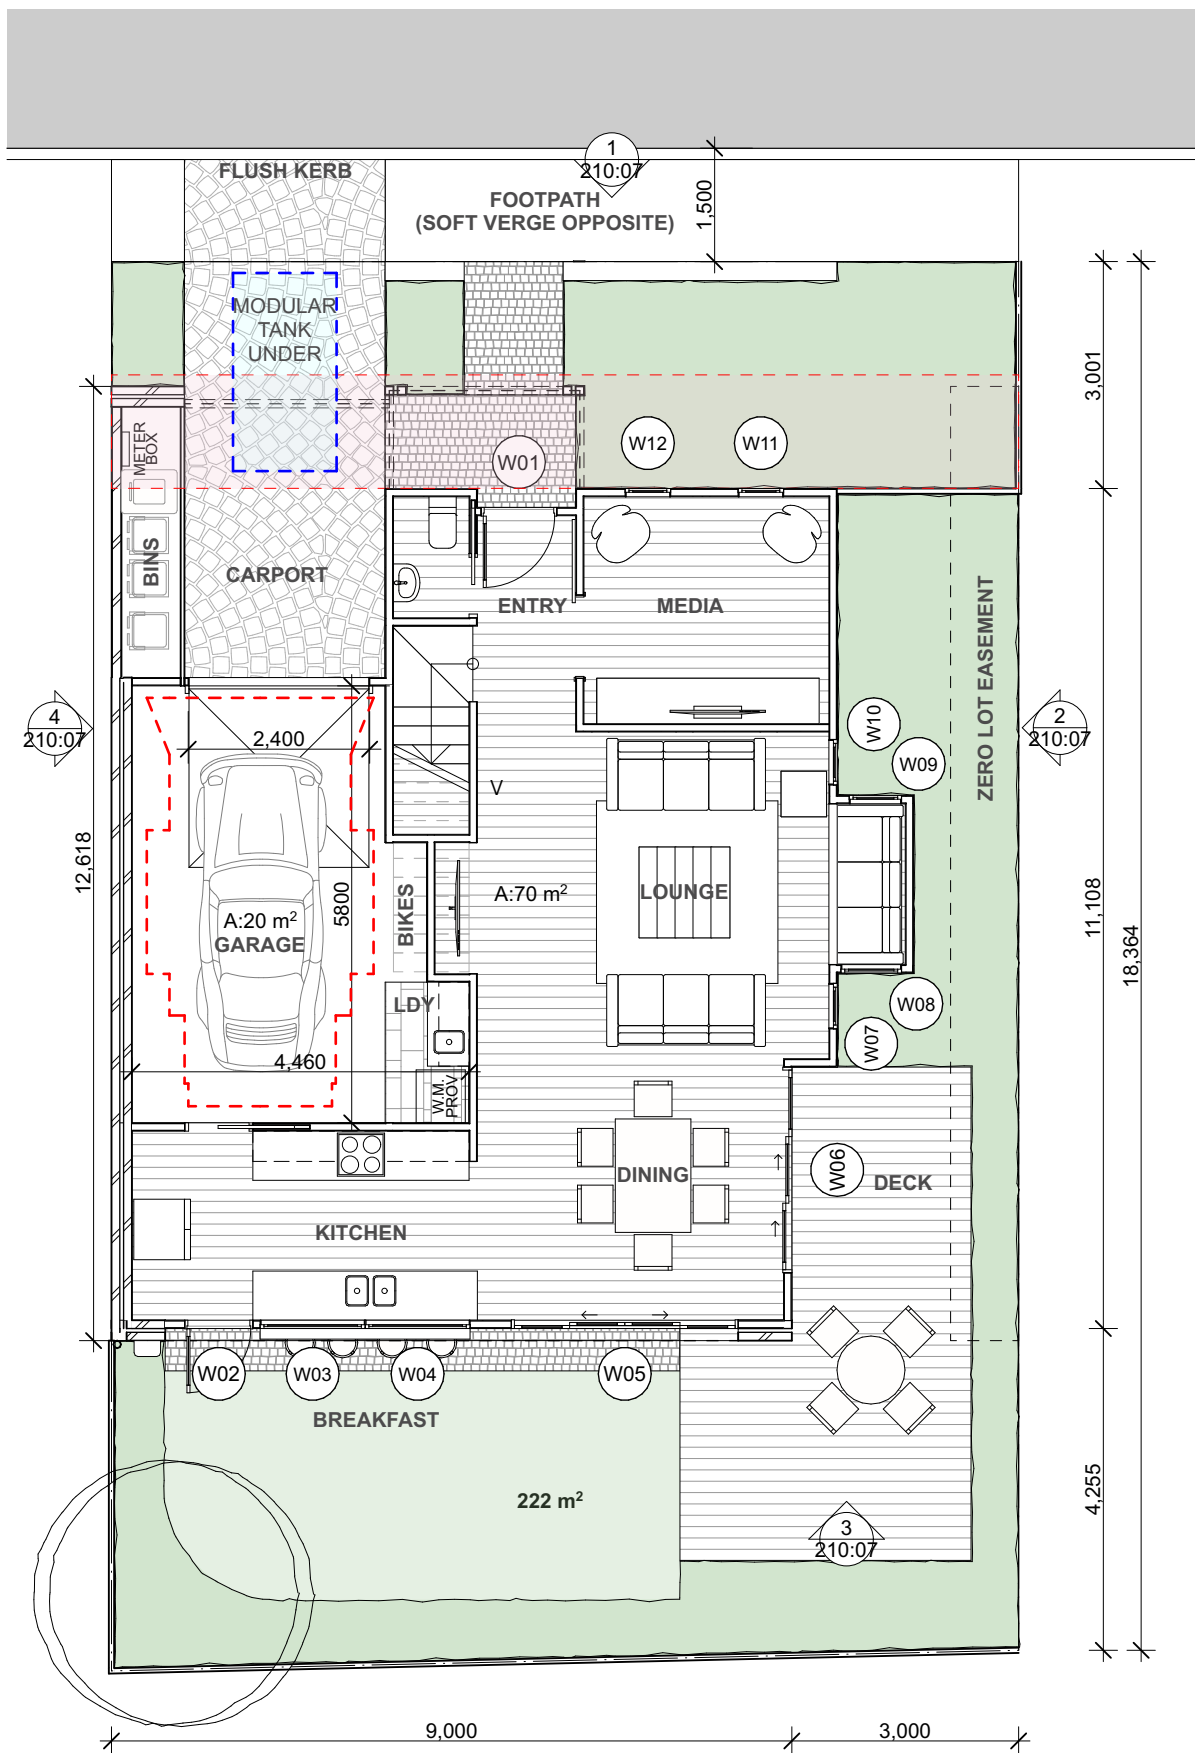 1
210:07
FLUSH KERB
FOOTPATH
(SOFT VERGE OPPOSITE)
1,500
MODULAR
TANK
UNDER
3,001
METER
BOX
W01
W12
W11
BINS
CARPORT
ENTRY
MEDIA
ZERO LOT EASEMENT
4
210:07
2,400
W10
2
210:07
W09
V
12,618
5800
A:20 m²
GARAGE
BIKES
A:70 m²
LOUNGE
11,108
18,364
LDY
W08
W07
4,460
W.M.
PROV
DINING
W06
DECK
KITCHEN
W02
W03
W04
W05
BREAKFAST
222 m²
4,255
3
210:07
9,000
3,000